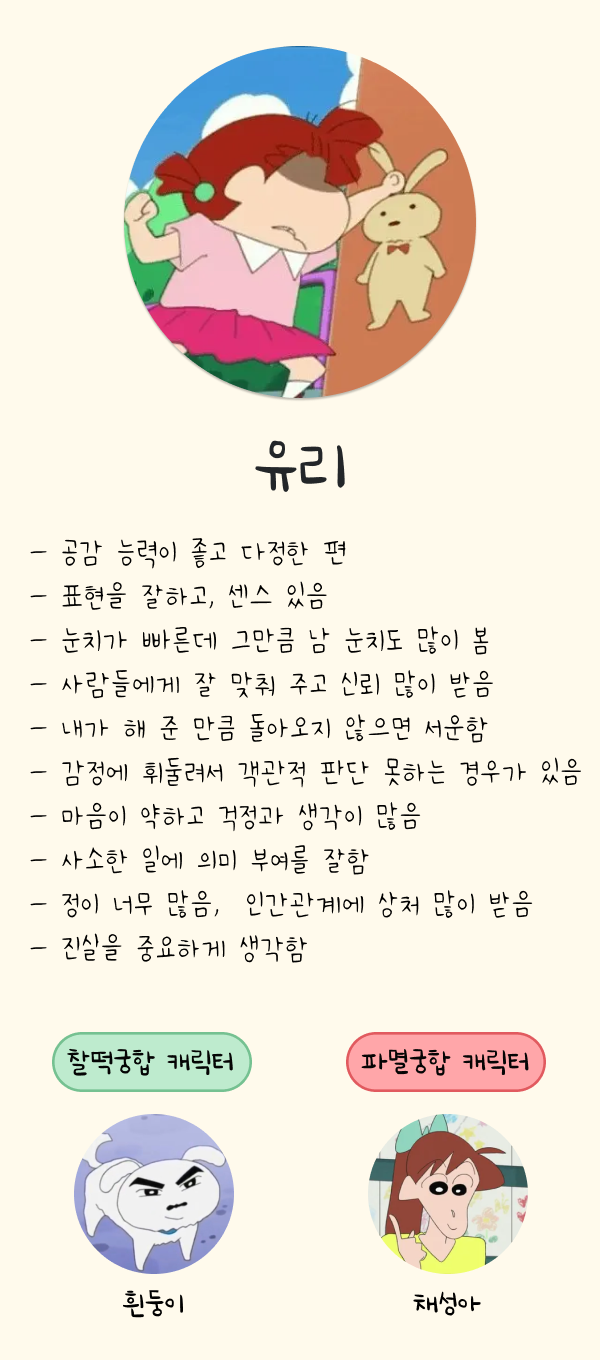 유리
- 공감 능력이 좋고 다정한 편
- 표현을 잘하고, 센스 있음
- 눈치가 빠른데 그만큼 남 눈치도 많이 봄
- 사람들에게 잘 맞춰 주고 신뢰 많이 받음
- 내가 해 준 만큼 돌아오지 않으면 서운함
- 감정에 휘둘려서 객관적 판단 못하는 경우가 있음
- 마음이 약하고 걱정과 생각이 많음
- 사소한 일에 의미 부여를 잘함
- 정이 너무 많음, 인간관계에 상처 많이 받음
- 진실을 중요하게 생각함
찰떡궁합 캐릭터
파멸궁합 캐릭터
흰둥이
채성아